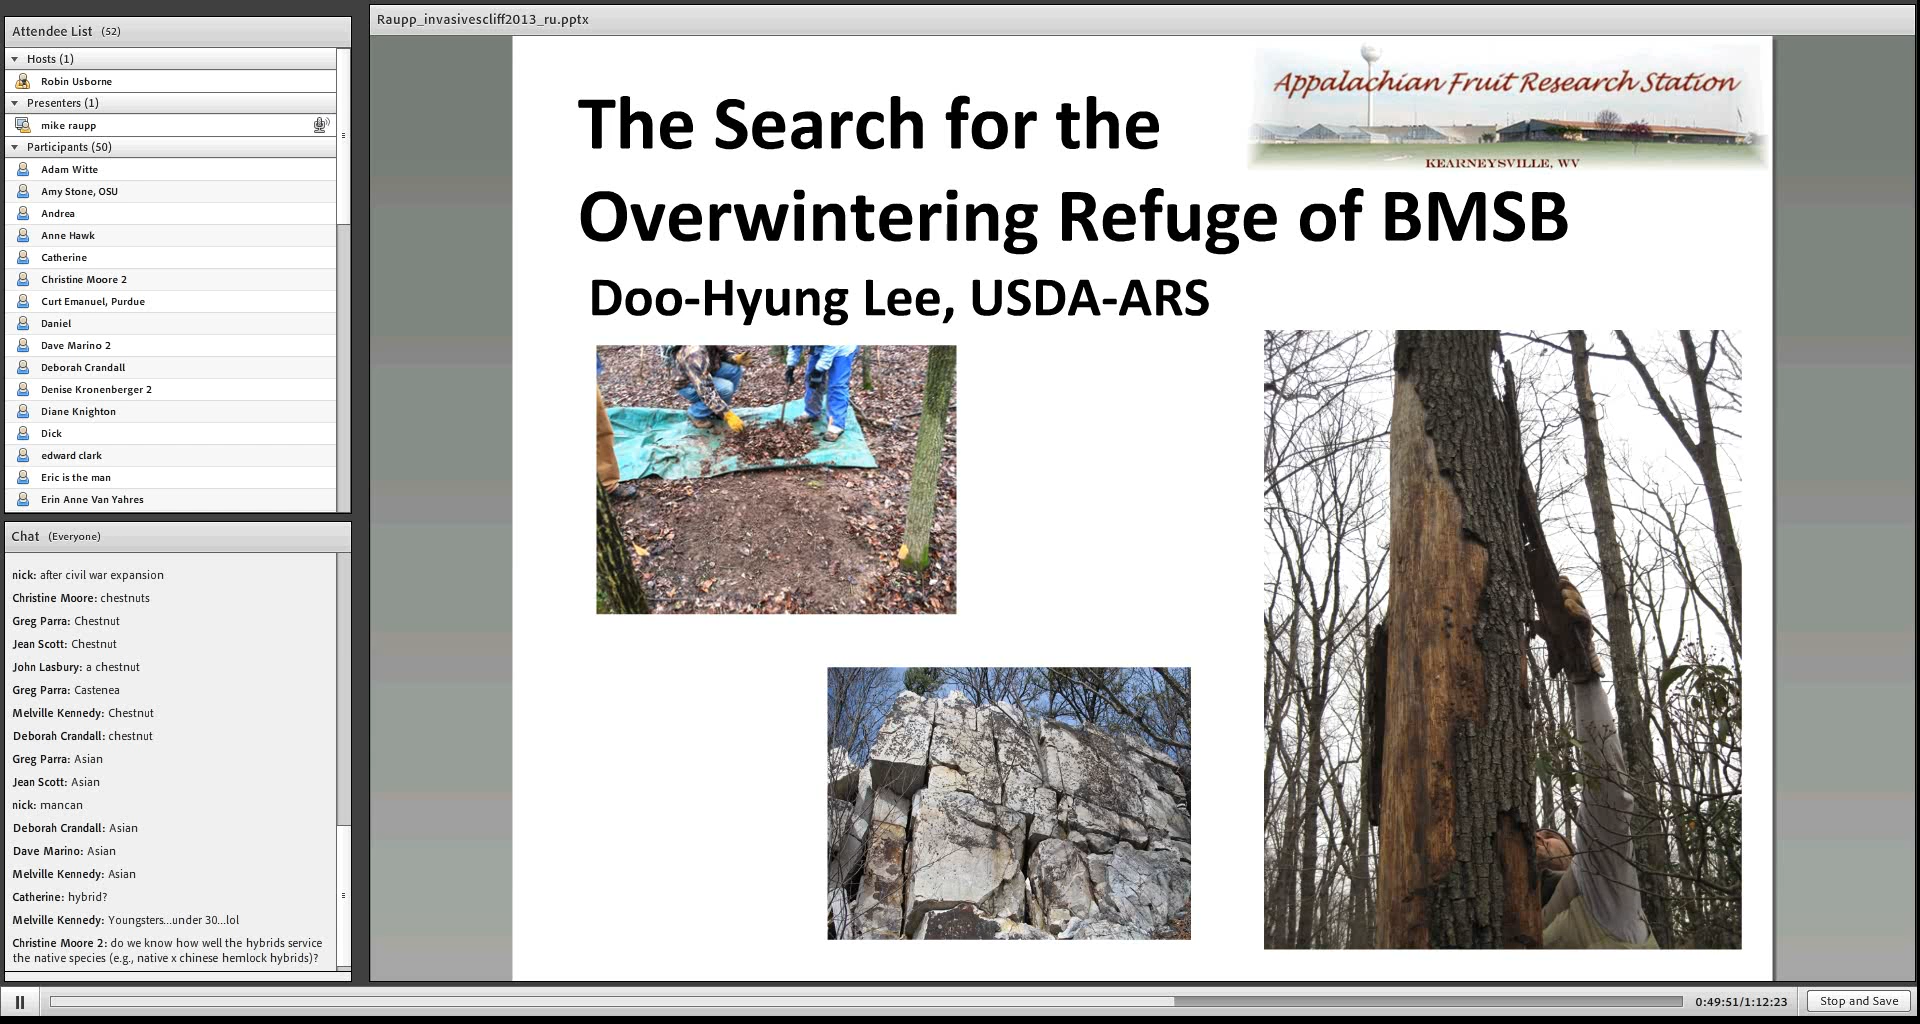 Attendee List (52)
Hosts (1)
Robin Usborne
Presenters (1)
mike raupp
Participants (50)
Adam Witte
Amy Stone, OSU
Andrea
Anne Hawk
Catherine
Christine Moore 2
Curt Emanuel, Purdue
Daniel
Dave Marino 2
Deborah Crandall
Denise Kronenberger 2
Diane Knighton
Dick
edward clark
Eric is the man
Erin Anne Van Yahres
Chat (Everyone)
nick: after civil war expansion
Christine Moore: chestnuts
Greg Parra: Chestnut
Jean Scott: Chestnut
John Lasbury: a chestnut
Greg Parra: Castenea
Melville Kennedy: Chestnut
Deborah Crandall: chestnut
Greg Parra: Asian
Jean Scott: Asian
nick: mancan
Deborah Crandall: Asian
Dave Marino: Asian
Melville Kennedy: Asian
Catherine: hybrid?
Melville Kennedy: Youngsters...under 30...lol
Christine Moore 2: do we know how well the hybrids service
the native species (e.g., native x chinese hemlock hybrids)?
Raupp_invasivescliff2013_ru.pptx
The Search for the
Overwintering Refuge of BMSB
Doo-Hyung Lee, USDA-ARS
Appalachian Fruit Research Station
KEARNEYSVILLE, WV
0:49:51/1:12:23
Stop and Save